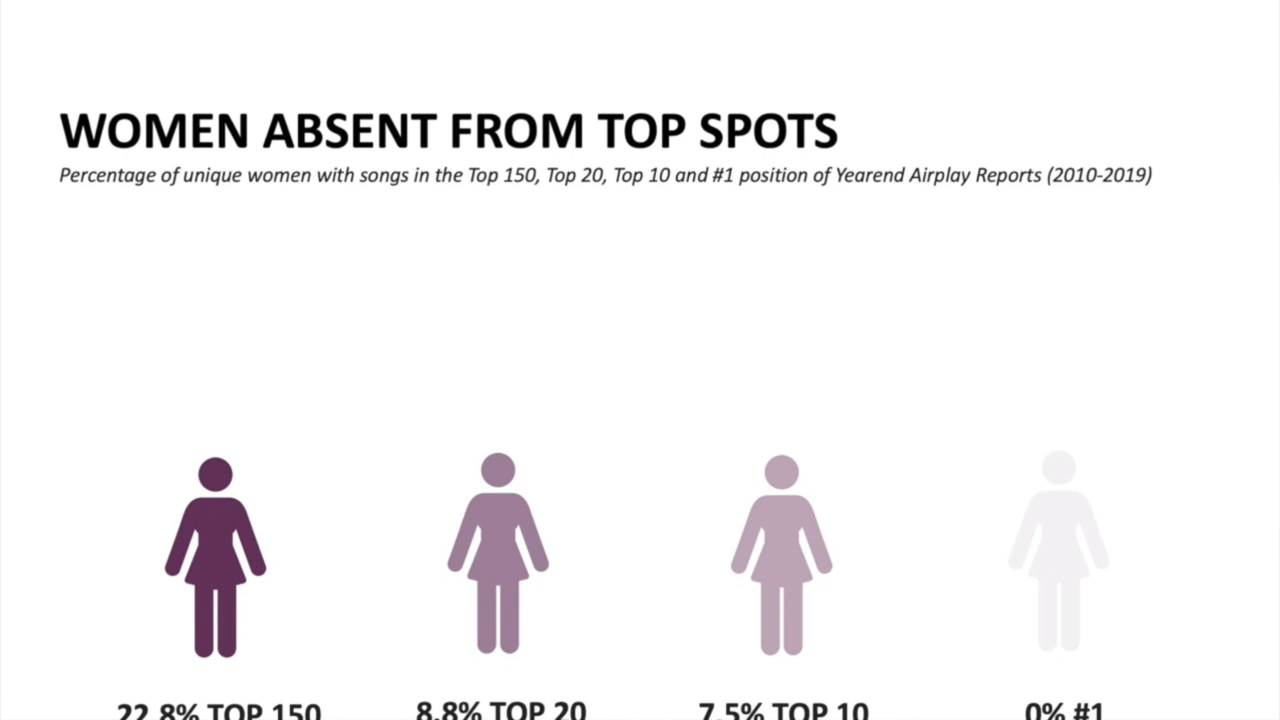 WOMEN ABSENT FROM TOP SPOTS
Percentage of unique women with songs in the Top 150, Top 20, Top 10 and #1 position of Yearend Airplay Reports (2010-2019)
22.8% TOP 150 8.8% TOP 20 7.5% TOP 10 0% #1